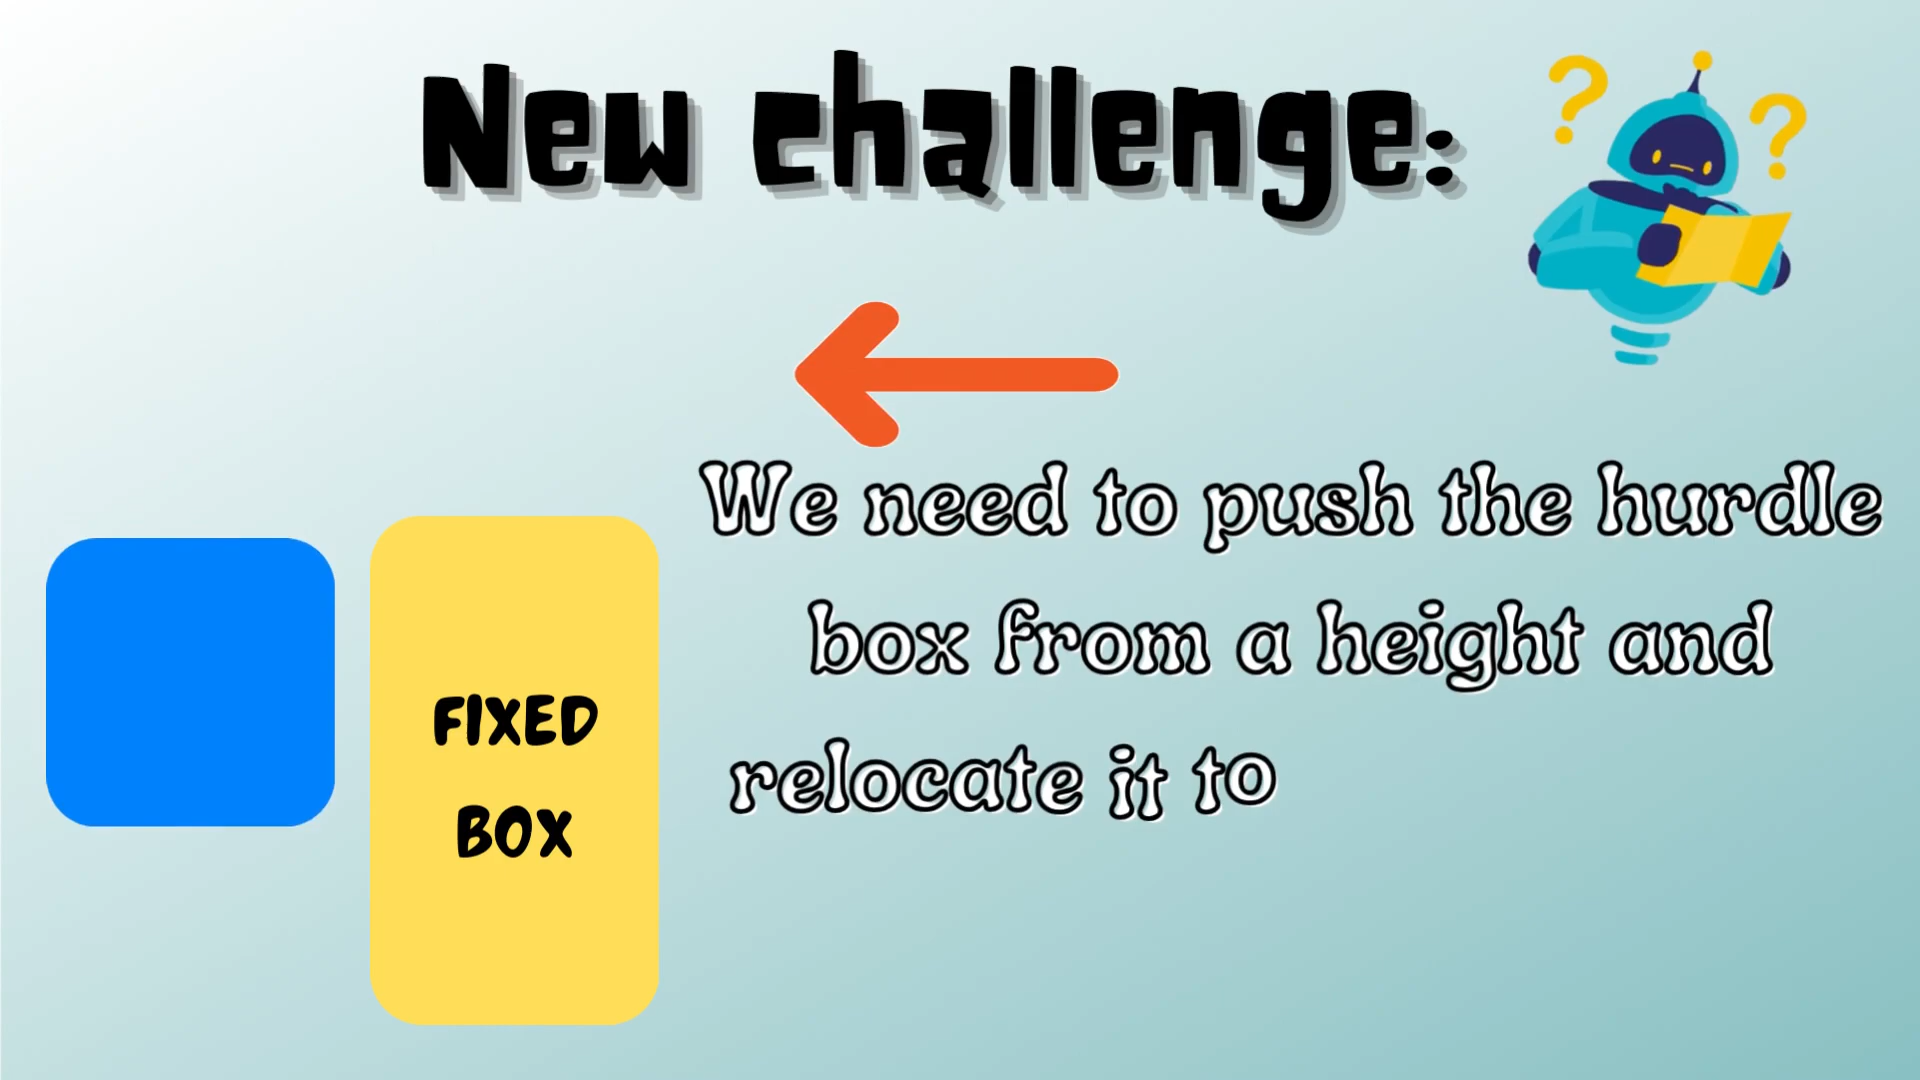 New challenge:
We need to push the hurdle
box from a height and
relocate it to
FIXED
BOX